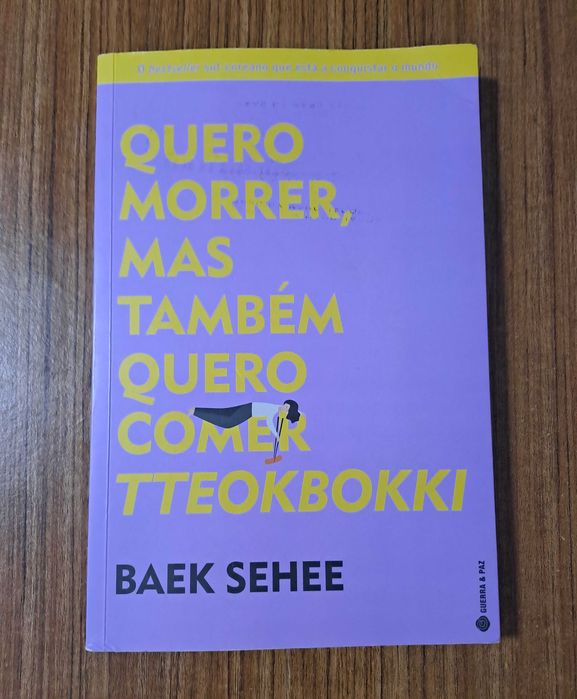 O bestseller sul-coreano que está a conquistar o mundo
QUERO
MORRER,
MAS
TAMBÉM
QUERO
COMER
TTEOKBOKKI
BAEK SEHEE
GUERRA & PAZ